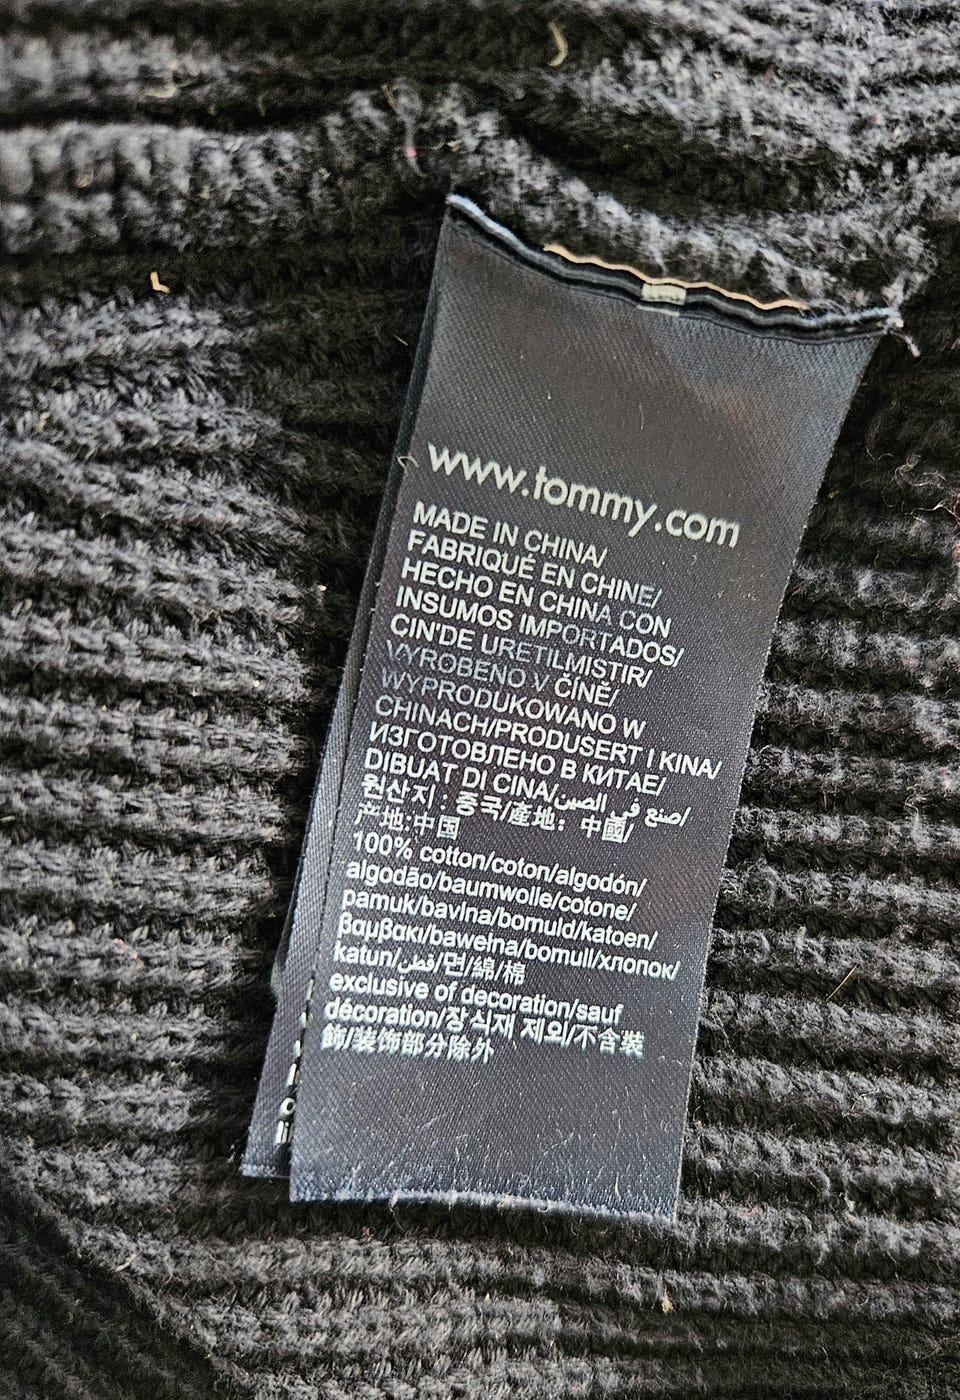 www.tommy.com
MADE IN CHINA/
FABRIQUÉ EN CHINE/
HECHO EN CHINA CON
INSUMOS IMPORTADOS/
CIN'DE URETILMISTIR/
VYROBENO V ČÍNĚ/
WYPRODUKOWANO W
CHINACH/PRODUSERT I KINA/
ИЗГОТОВЛЕНО В КИТАЕ/
DIBUAT DI CINA/صنع في الصين/
원산지: 중국/產地: 中國/
产地:中国
100% cotton/coton/algodón/
algodão/baumwolle/cotone/
pamuk/bavlna/bomuld/katoen/
βαμβακι/bawełna/bomull/хлопок/
katun/قطن/면/綿/棉
exclusive of decoration/sauf
décoration/장식재 제외/不含裝
飾/装饰部分除外